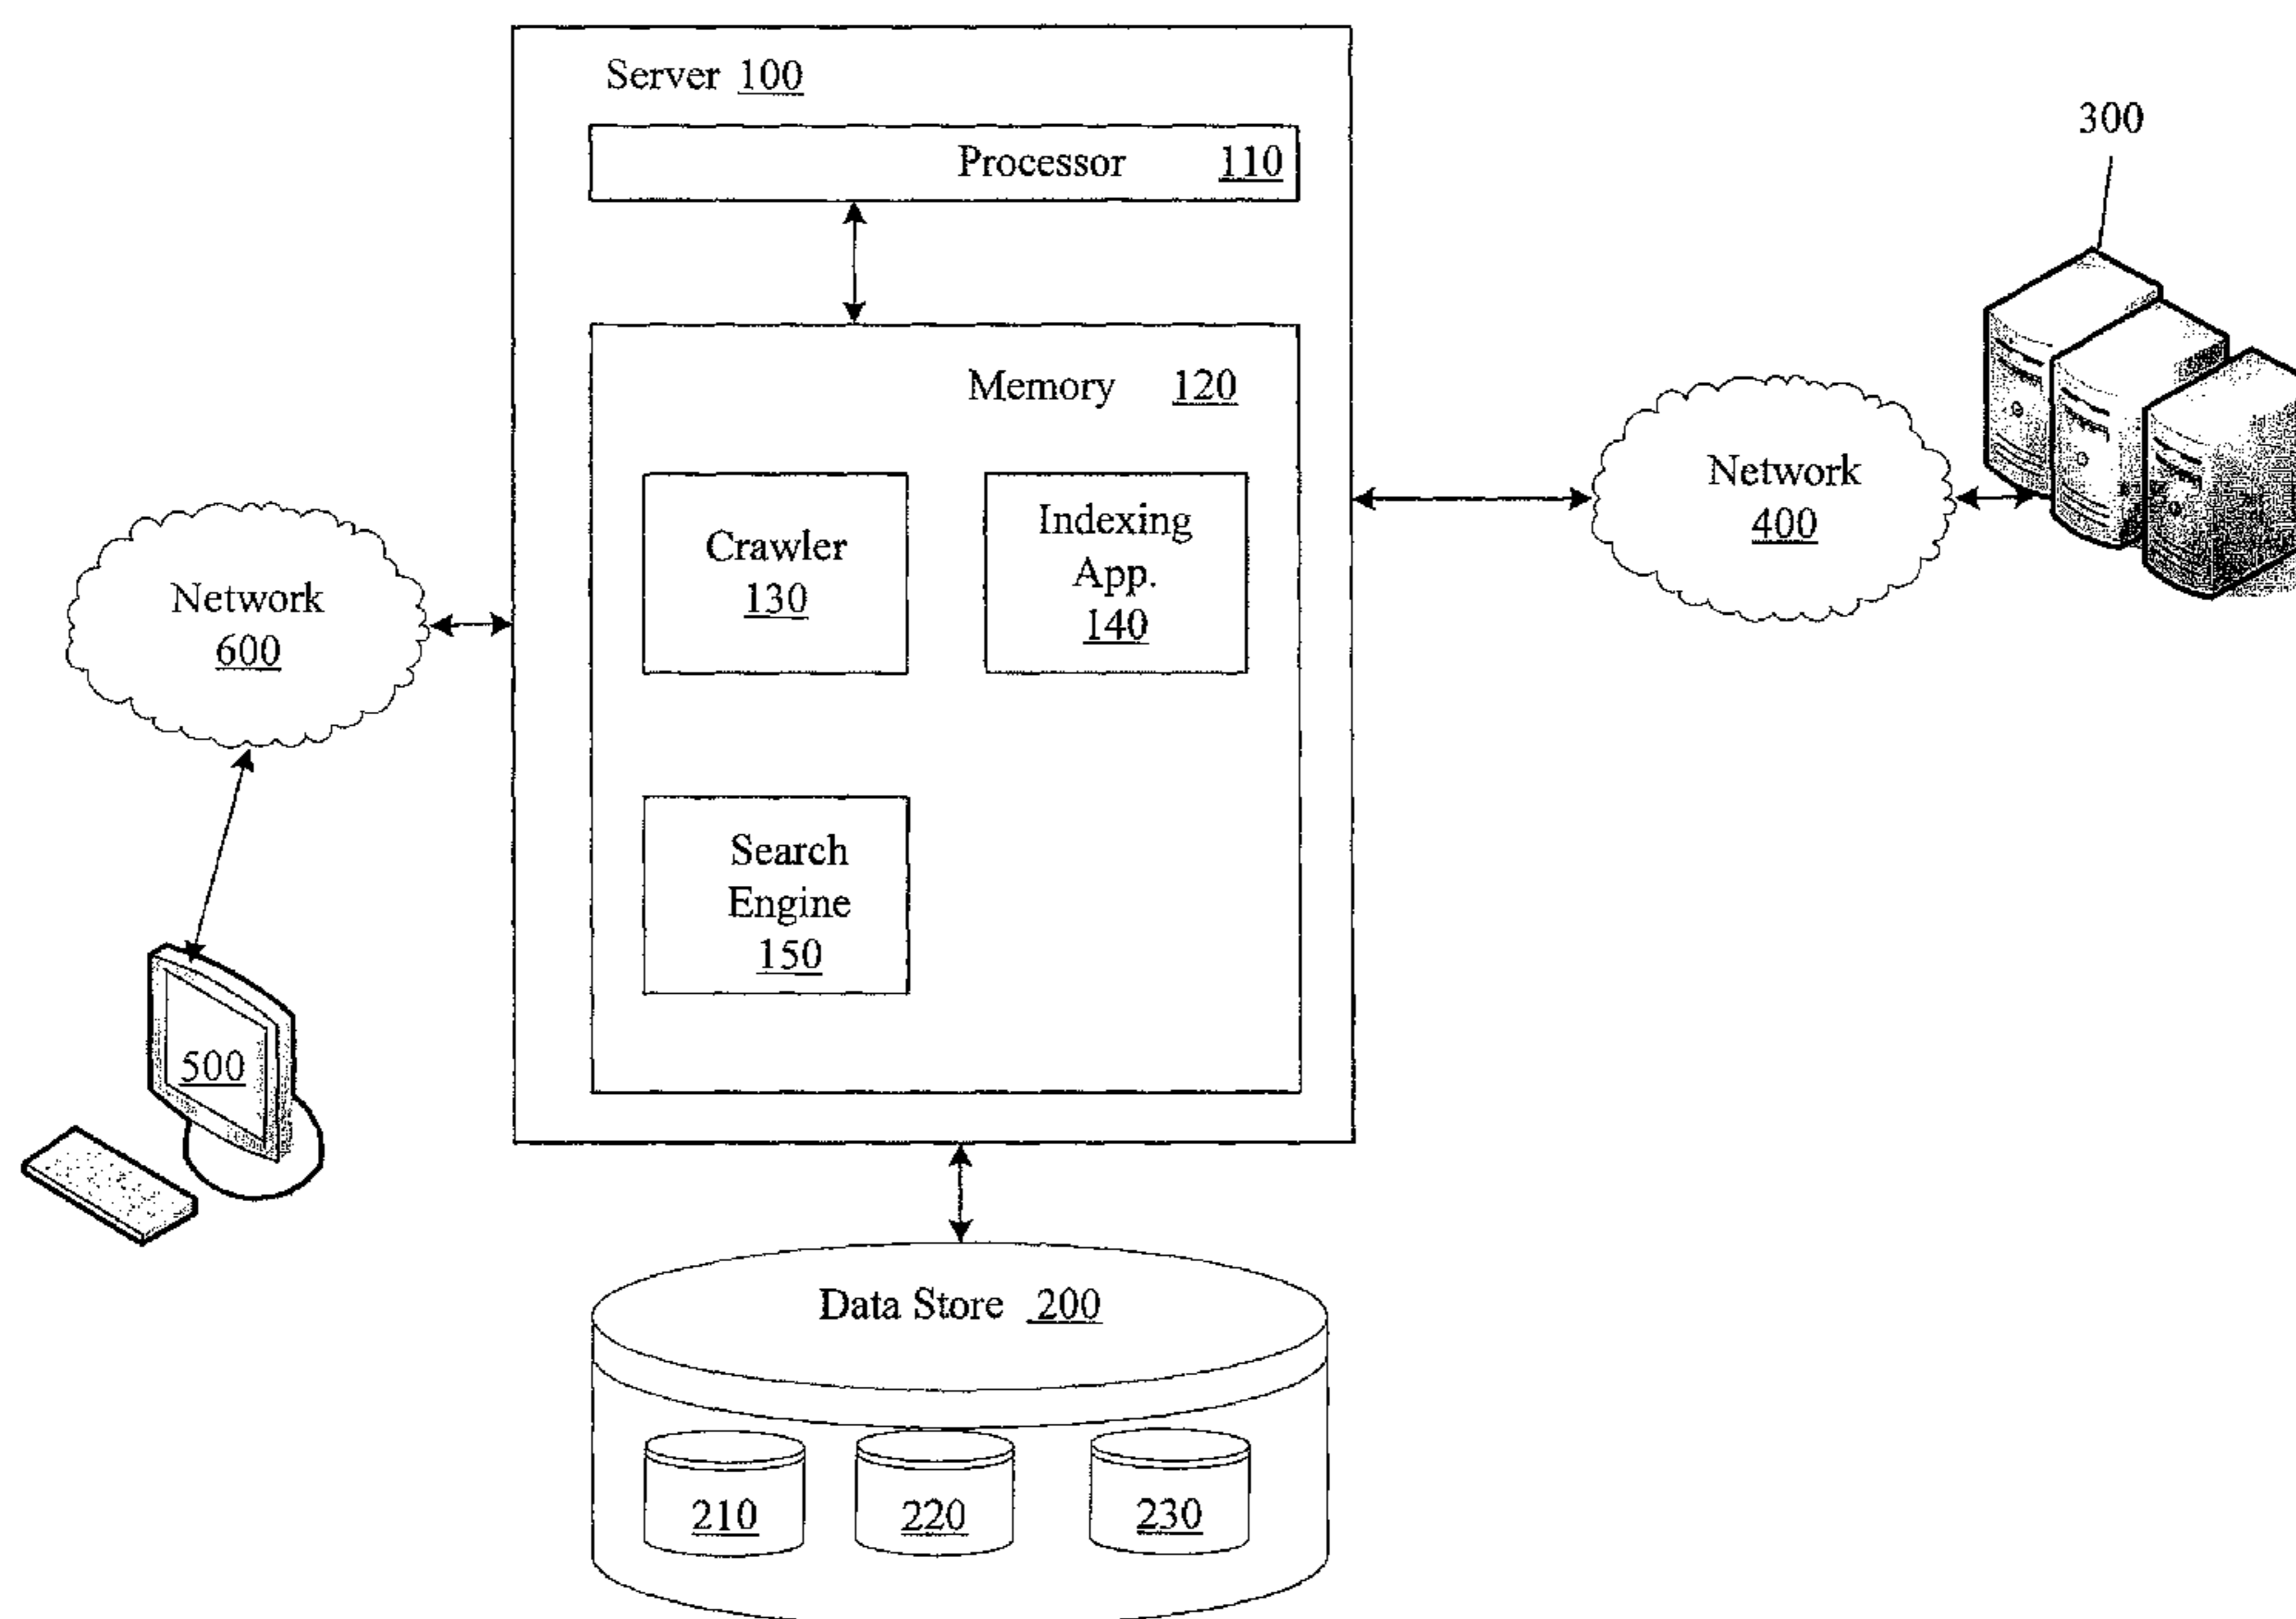 Server 100
300
Processor 110
Memory 120
Network
400
Crawler
130
Indexing
App.
140
Network
600
Search
Engine
150
500
Data Store 200
210
220
230